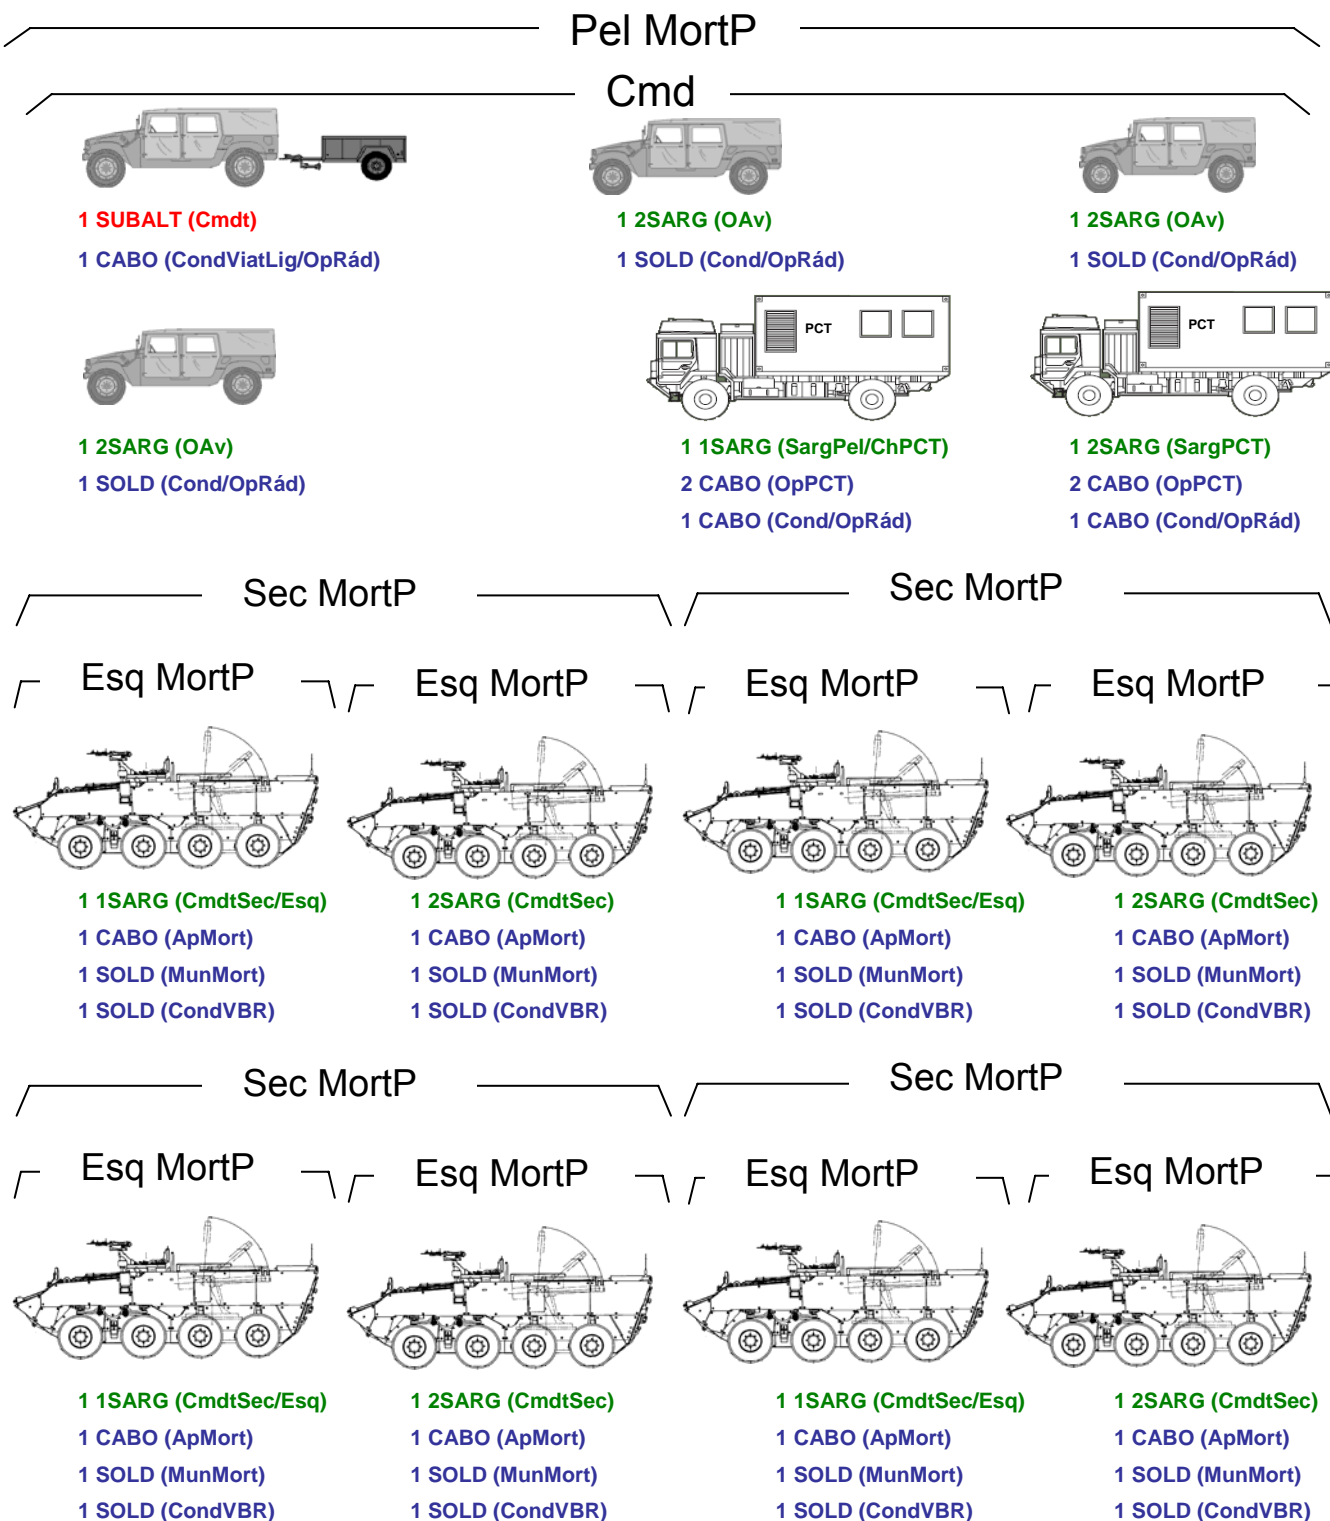 Pel MortP
Cmd
1 SUBALT (Cmdt)
1 CABO (CondViatLig/OpRád)
1 2SARG (OAv)
1 SOLD (Cond/OpRád)
1 2SARG (OAv)
1 SOLD (Cond/OpRád)
1 2SARG (OAv)
1 SOLD (Cond/OpRád)
PCT
1 1SARG (SargPel/ChPCT)
2 CABO (OpPCT)
1 CABO (Cond/OpRád)
PCT
1 2SARG (SargPCT)
2 CABO (OpPCT)
1 CABO (Cond/OpRád)
Sec MortP
Esq MortP
1 1SARG (CmdtSec/Esq)
1 CABO (ApMort)
1 SOLD (MunMort)
1 SOLD (CondVBR)
Esq MortP
1 2SARG (CmdtSec)
1 CABO (ApMort)
1 SOLD (MunMort)
1 SOLD (CondVBR)
Sec MortP
Esq MortP
1 1SARG (CmdtSec/Esq)
1 CABO (ApMort)
1 SOLD (MunMort)
1 SOLD (CondVBR)
Esq MortP
1 2SARG (CmdtSec)
1 CABO (ApMort)
1 SOLD (MunMort)
1 SOLD (CondVBR)
Sec MortP
Esq MortP
1 1SARG (CmdtSec/Esq)
1 CABO (ApMort)
1 SOLD (MunMort)
1 SOLD (CondVBR)
Esq MortP
1 2SARG (CmdtSec)
1 CABO (ApMort)
1 SOLD (MunMort)
1 SOLD (CondVBR)
Sec MortP
Esq MortP
1 1SARG (CmdtSec/Esq)
1 CABO (ApMort)
1 SOLD (MunMort)
1 SOLD (CondVBR)
Esq MortP
1 2SARG (CmdtSec)
1 CABO (ApMort)
1 SOLD (MunMort)
1 SOLD (CondVBR)